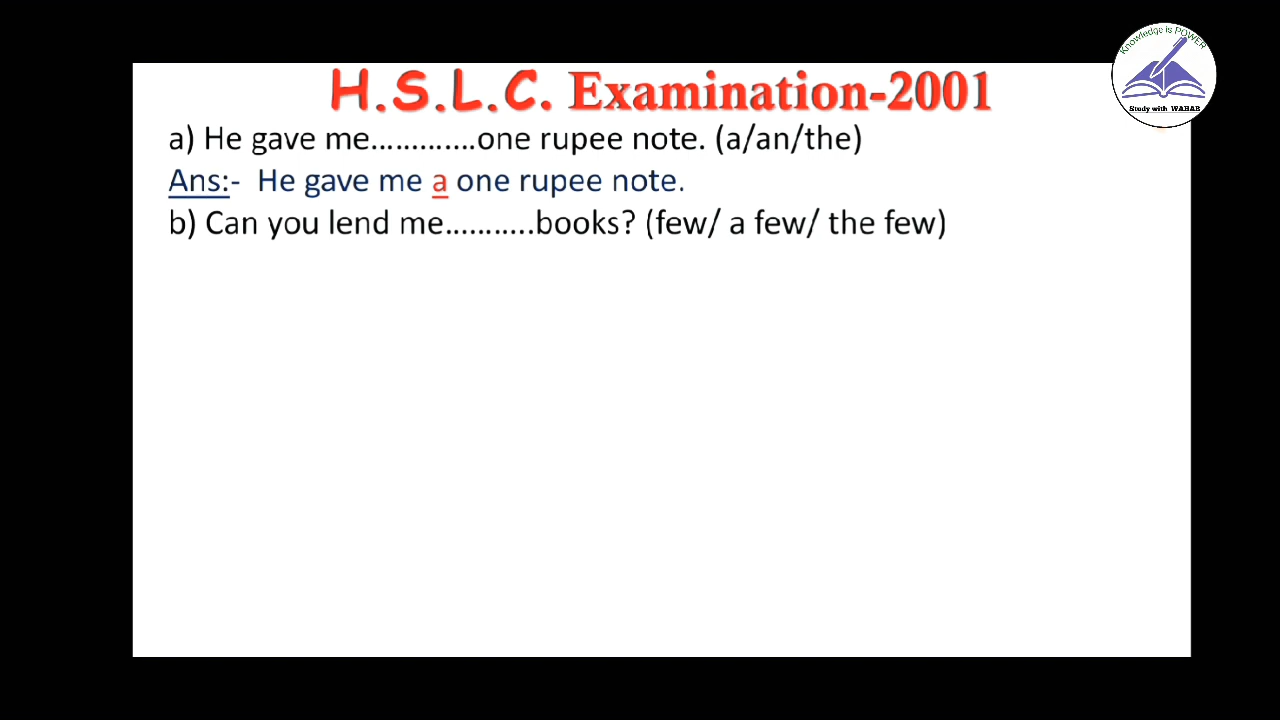 Knowledge is POWER
Study with WAHAB
H.S.L.C. Examination-2001
a) He gave me.............one rupee note. (a/an/the)
Ans:- He gave me a one rupee note.
b) Can you lend me...........books? (few/ a few/ the few)